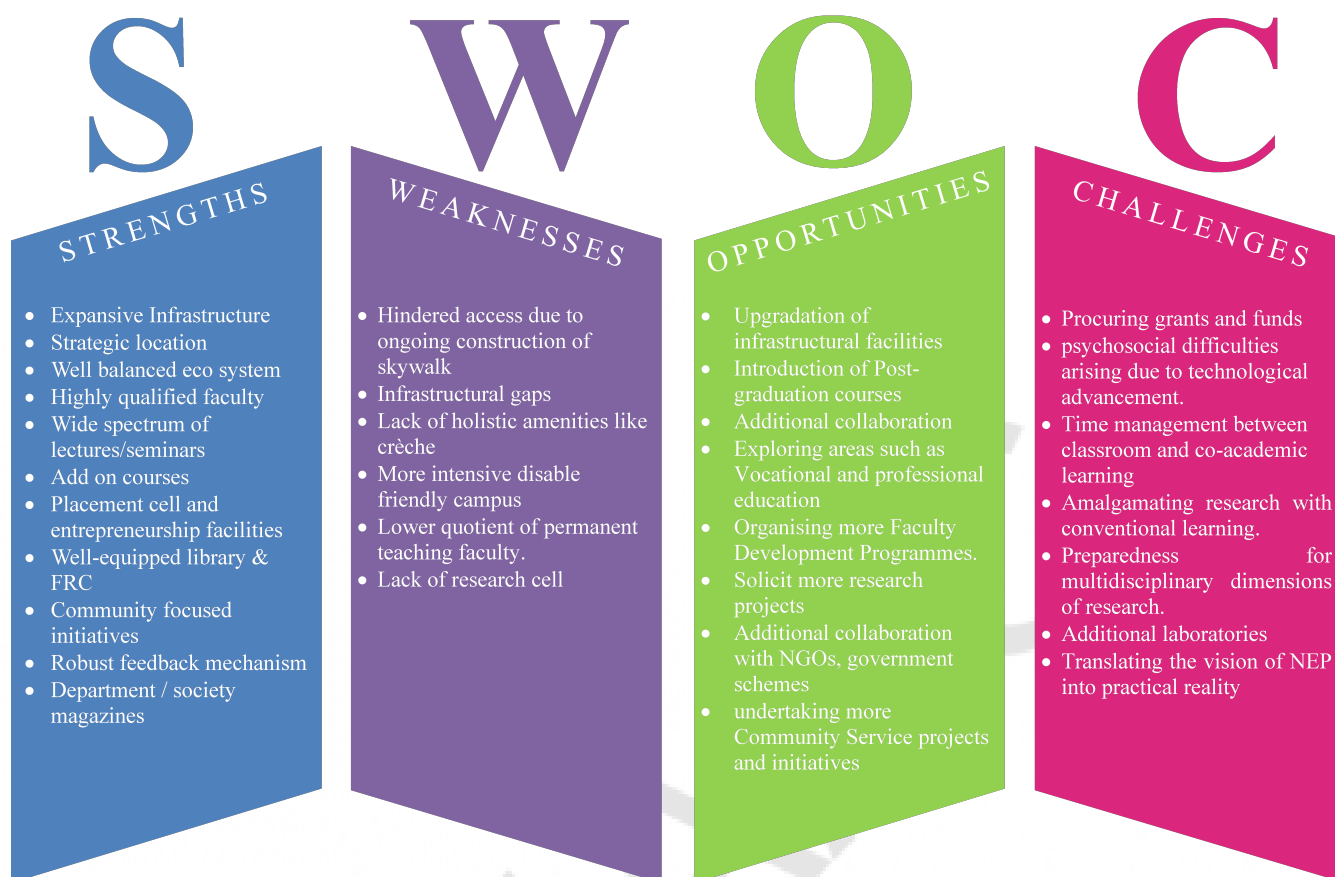 S
STRENGTHS
• Expansive Infrastructure
• Strategic location
• Well balanced eco system
• Highly qualified faculty
• Wide spectrum of
lectures/seminars
• Add on courses
• Placement cell and
entrepreneurship facilities
• Well-equipped library &
FRC
• Community focused
initiatives
• Robust feedback mechanism
• Department / society
magazines
W
WEAKNESSES
• Hindered access due to
ongoing construction of
skywalk
• Infrastructural gaps
• Lack of holistic amenities like
crèche
• More intensive disable
friendly campus
• Lower quotient of permanent
teaching faculty.
• Lack of research cell
O
OPPORTUNITIES
• Upgradation of
infrastructural facilities
• Introduction of Post-
graduation courses
• Additional collaboration
• Exploring areas such as
Vocational and professional
education
• Organising more Faculty
Development Programmes.
• Solicit more research
projects
• Additional collaboration
with NGOs, government
schemes
• undertaking more
Community Service projects
and initiatives
C
CHALLENGES
• Procuring grants and funds
• psychosocial difficulties
arising due to technological
advancement.
• Time management between
classroom and co-academic
learning
• Amalgamating research with
conventional learning.
• Preparedness for
multidisciplinary dimensions
of research.
• Additional laboratories
• Translating the vision of NEP
into practical reality